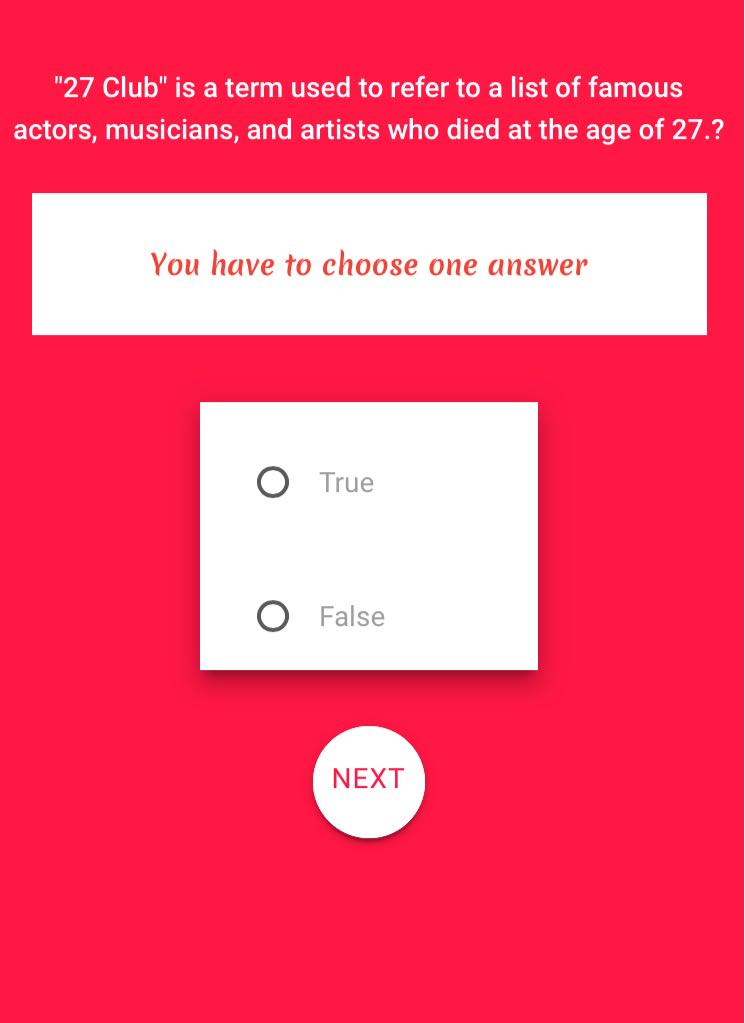 "27 Club" is a term used to refer to a list of famous
actors, musicians, and artists who died at the age of 27.?
You have to choose one answer
True
False
NEXT